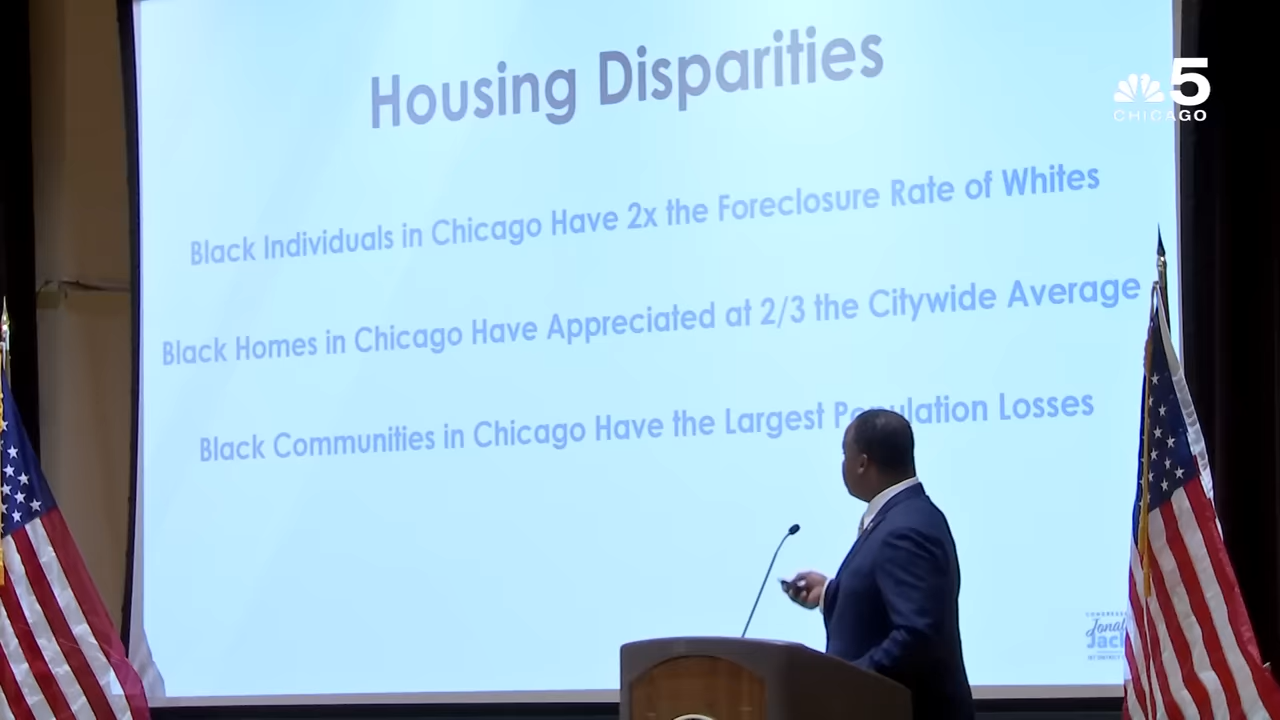 Housing Disparities
5
CHICAGO
Black Individuals in Chicago Have 2x the Foreclosure Rate of Whites
Black Homes in Chicago Have Appreciated at 2/3 the Citywide Average
Black Communities in Chicago Have the Largest Population Losses